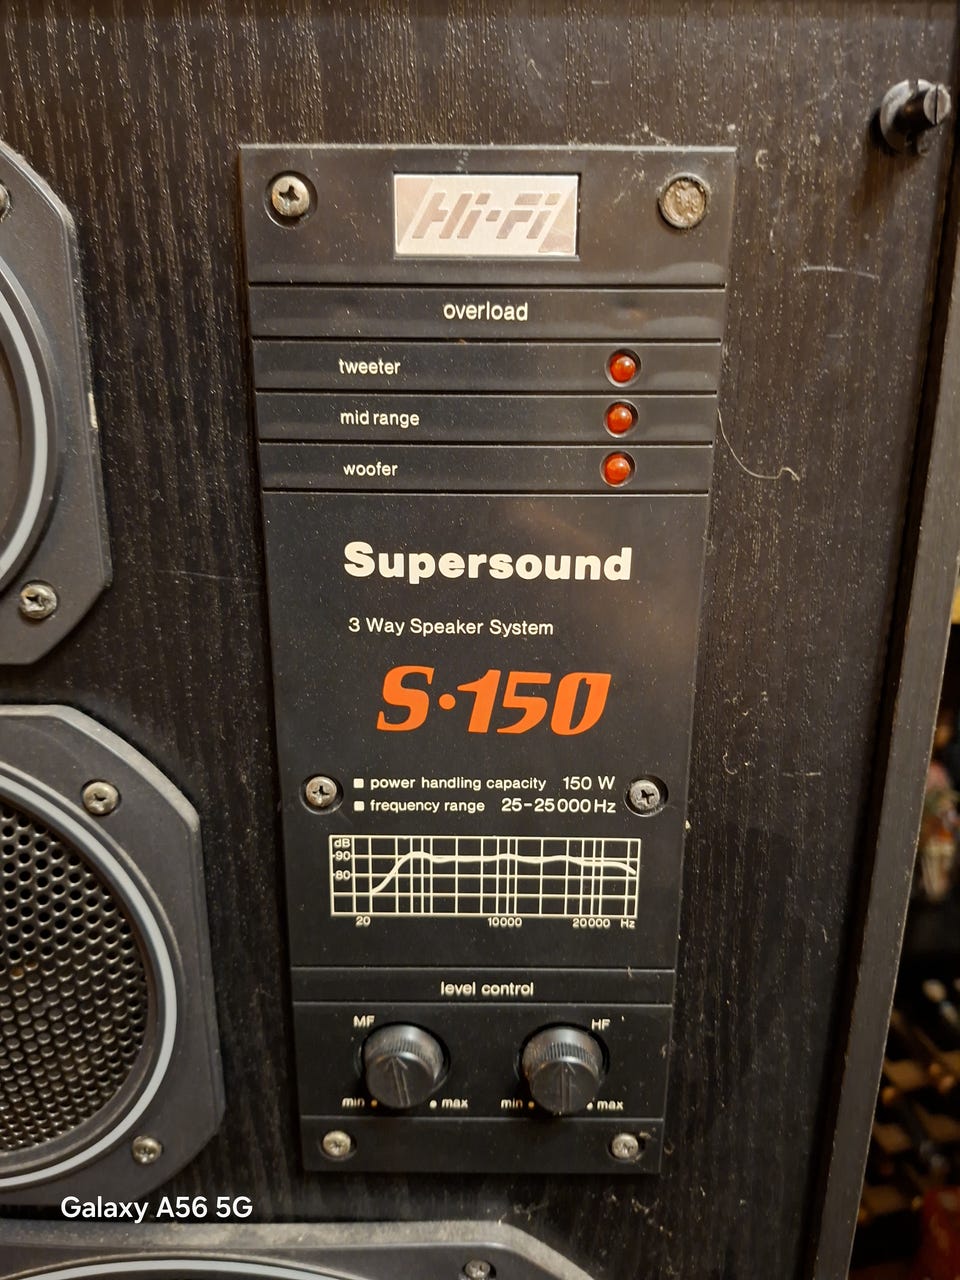 Hi-Fi
overload
tweeter
mid range
woofer
Supersound
3 Way Speaker System
S·150
■ power handling capacity 150 W
■ frequency range 25-25000 Hz
dB
90
80
20 10000 20000 Hz
level control
MF HF
min max min max
Galaxy A56 5G